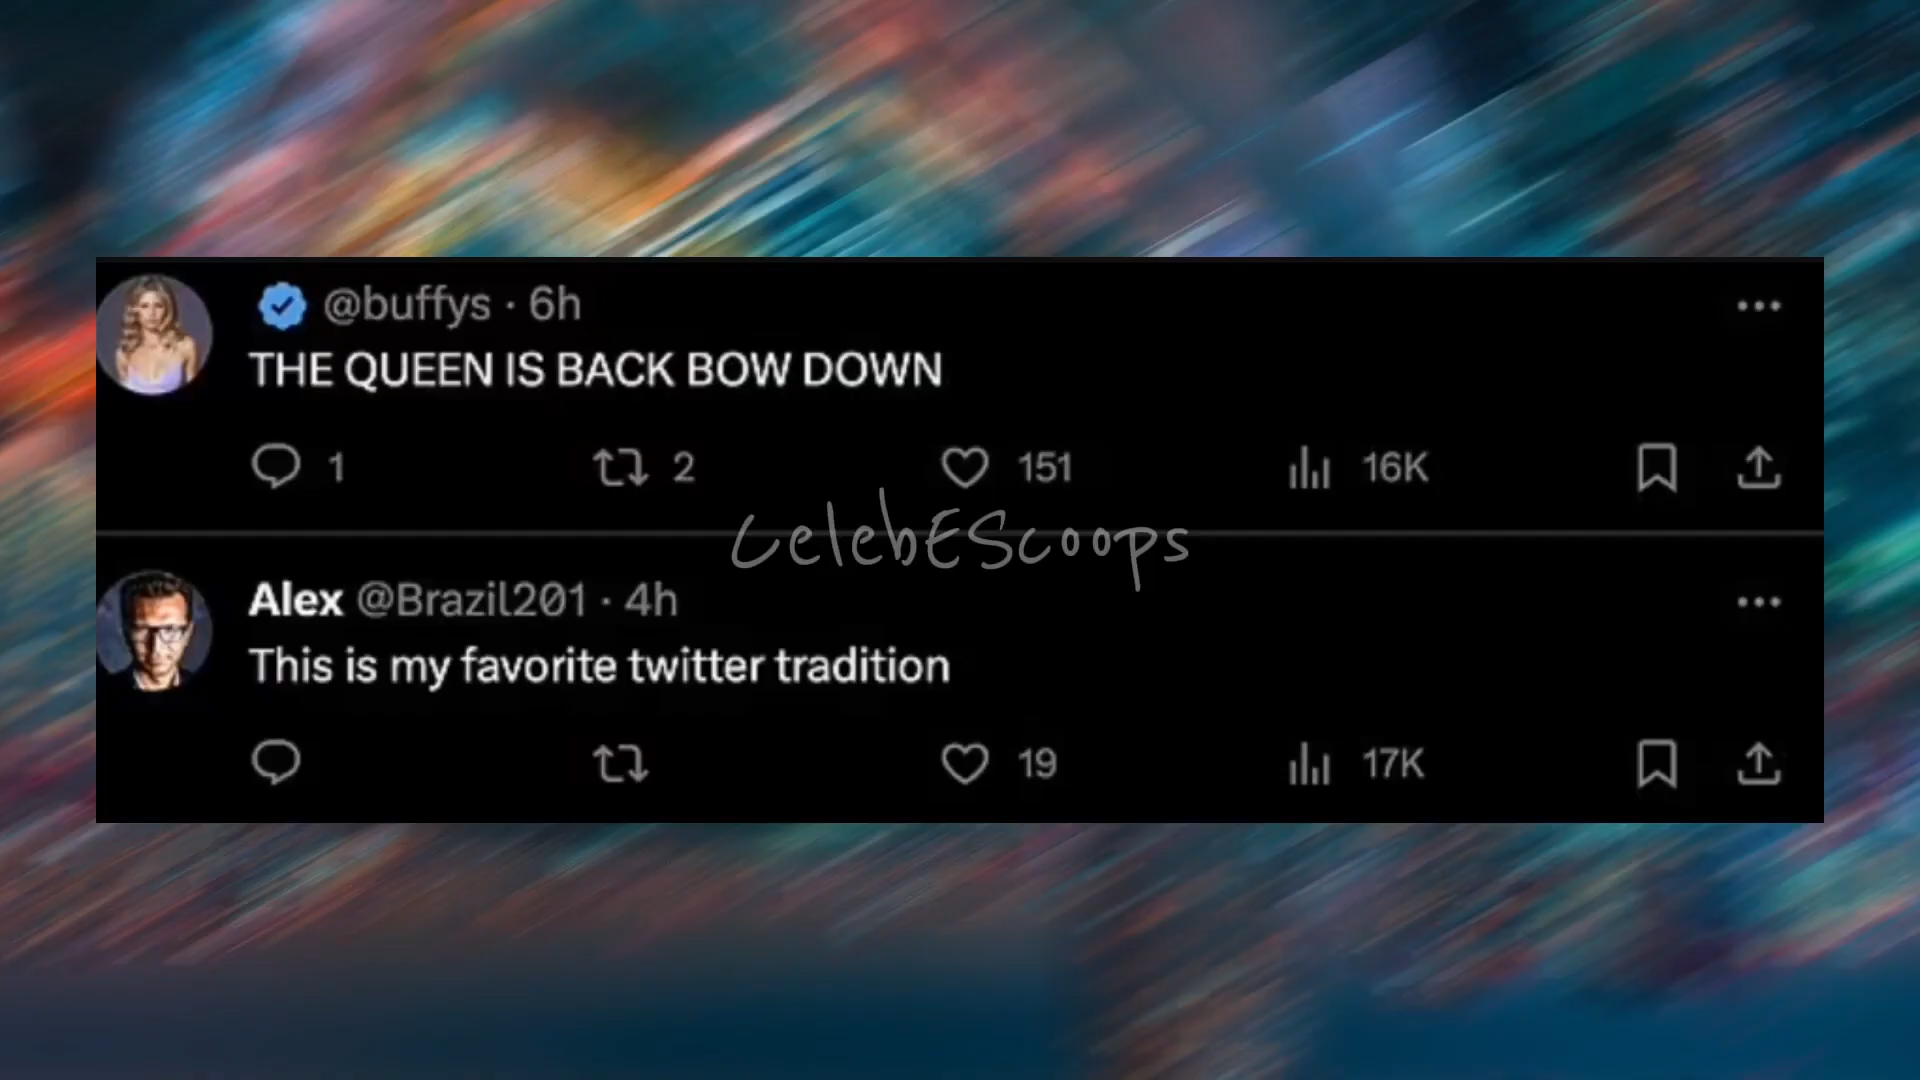 @buffys · 6h
THE QUEEN IS BACK BOW DOWN
1 2 151 16K
CelebEScoops
Alex @Brazil201 · 4h
This is my favorite twitter tradition
19 17K